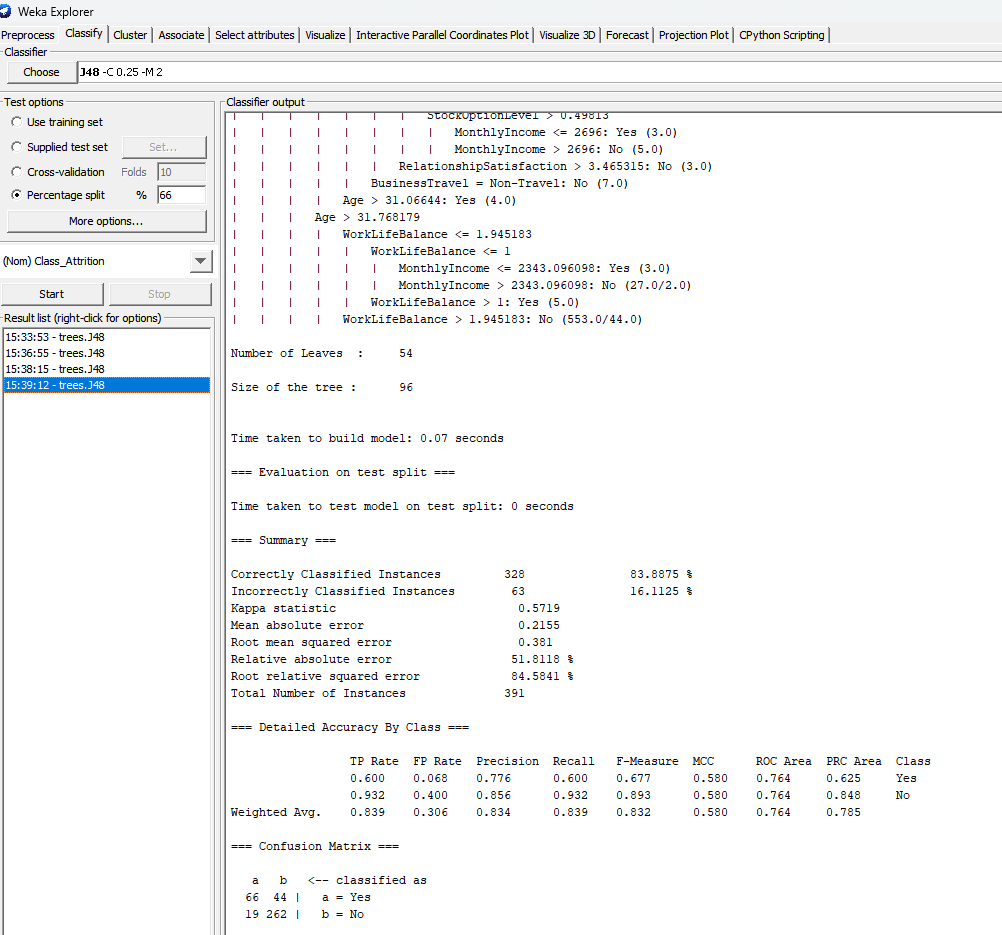 Weka Explorer
Preprocess Classify Cluster Associate Select attributes Visualize Interactive Parallel Coordinates Plot Visualize 3D Forecast Projection Plot CPython Scripting
Classifier
Choose J48 -C 0.25 -M 2
Test options
Use training set
Supplied test set Set...
Cross-validation Folds 10
Percentage split % 66
More options...
(Nom) Class_Attrition
Start Stop
Result list (right-click for options)
15:33:53 - trees.J48
15:36:55 - trees.J48
15:38:15 - trees.J48
15:39:12 - trees.J48
Classifier output
| | | | | | | StockOptionLevel > 0.49813
| | | | | | | | MonthlyIncome <= 2696: Yes (3.0)
| | | | | | | | MonthlyIncome > 2696: No (5.0)
| | | | | | RelationshipSatisfaction > 3.465315: No (3.0)
| | | | | BusinessTravel = Non-Travel: No (7.0)
| | | | Age > 31.06644: Yes (4.0)
| | | Age > 31.768179
| | | | WorkLifeBalance <= 1.945183
| | | | | WorkLifeBalance <= 1
| | | | | | MonthlyIncome <= 2343.096098: Yes (3.0)
| | | | | | MonthlyIncome > 2343.096098: No (27.0/2.0)
| | | | | WorkLifeBalance > 1: Yes (5.0)
| | | | WorkLifeBalance > 1.945183: No (553.0/44.0)
Number of Leaves : 54
Size of the tree : 96
Time taken to build model: 0.07 seconds
=== Evaluation on test split ===
Time taken to test model on test split: 0 seconds
=== Summary ===
Correctly Classified Instances 328 83.8875 %
Incorrectly Classified Instances 63 16.1125 %
Kappa statistic 0.5719
Mean absolute error 0.2155
Root mean squared error 0.381
Relative absolute error 51.8118 %
Root relative squared error 84.5841 %
Total Number of Instances 391
=== Detailed Accuracy By Class ===
TP Rate FP Rate Precision Recall F-Measure MCC ROC Area PRC Area Class
0.600 0.068 0.776 0.600 0.677 0.580 0.764 0.625 Yes
0.932 0.400 0.856 0.932 0.893 0.580 0.764 0.848 No
Weighted Avg. 0.839 0.306 0.834 0.839 0.832 0.580 0.764 0.785
=== Confusion Matrix ===
a b <-- classified as
66 44 | a = Yes
19 262 | b = No